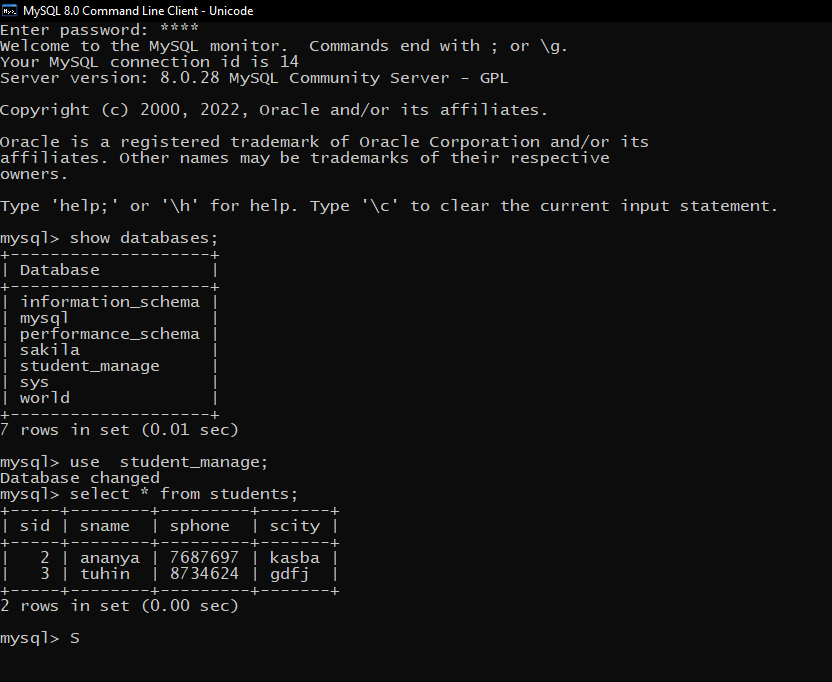 MySQL 8.0 Command Line Client - Unicode
Enter password: ****
Welcome to the MySQL monitor.  Commands end with ; or \g.
Your MySQL connection id is 14
Server version: 8.0.28 MySQL Community Server - GPL
Copyright (c) 2000, 2022, Oracle and/or its affiliates.
Oracle is a registered trademark of Oracle Corporation and/or its
affiliates. Other names may be trademarks of their respective
owners.
Type 'help;' or '\h' for help. Type '\c' to clear the current input statement.
mysql> show databases;
+--------------------+
| Database           |
+--------------------+
| information_schema |
| mysql              |
| performance_schema |
| sakila             |
| student_manage     |
| sys                |
| world              |
+--------------------+
7 rows in set (0.01 sec)
mysql> use  student_manage;
Database changed
mysql> select * from students;
+-----+--------+---------+-------+
| sid | sname  | sphone  | scity |
+-----+--------+---------+-------+
|   2 | ananya | 7687697 | kasba |
|   3 | tuhin  | 8734624 | gdfj  |
+-----+--------+---------+-------+
2 rows in set (0.00 sec)
mysql> S